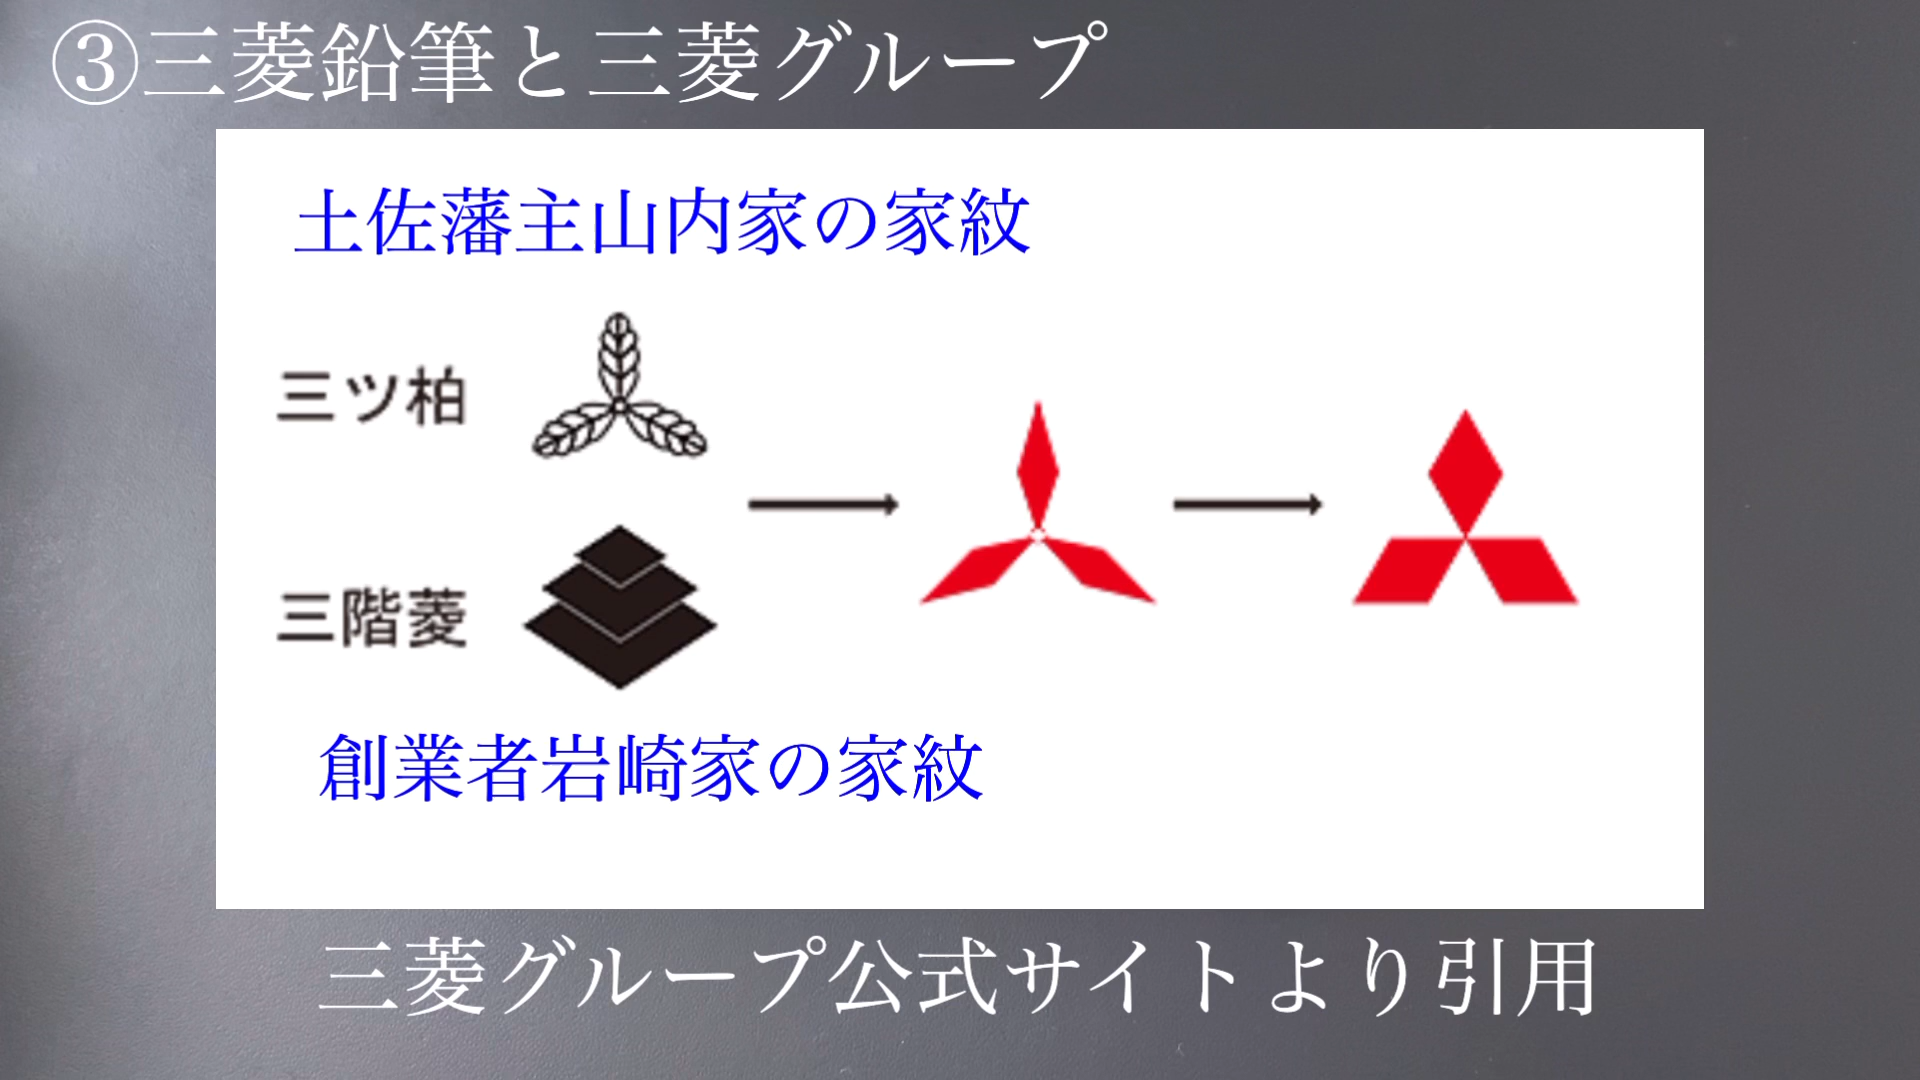 ③三菱鉛筆と三菱グループ
土佐藩主山内家の家紋
三ツ柏
三階菱
創業者岩崎家の家紋
三菱グループ公式サイトより引用